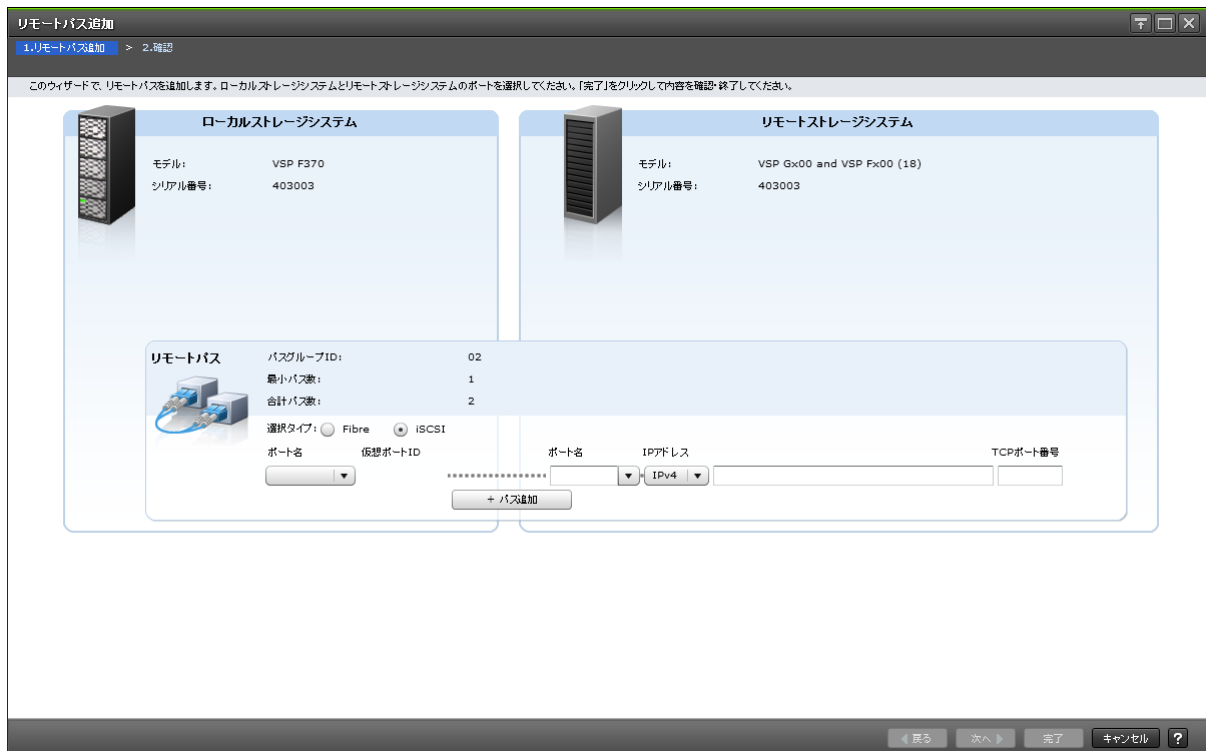 リモートパス追加
1.リモートパス追加 > 2.確認
このウィザードで、リモートパスを追加します。ローカルストレージシステムとリモートストレージシステムのポートを選択してください。「完了」をクリックして内容を確認・終了してください。
ローカルストレージシステム
モデル: VSP F370
シリアル番号: 403003
リモートストレージシステム
モデル: VSP Gx00 and VSP Fx00 (18)
シリアル番号: 403003
リモートパス
パスグループID: 02
最小パス数: 1
合計パス数: 2
選択タイプ: Fibre iSCSI
ポート名 仮想ポートID ポート名 IPアドレス TCPポート番号
IPv4
+ パス追加
戻る 次へ 完了 キャンセル ?